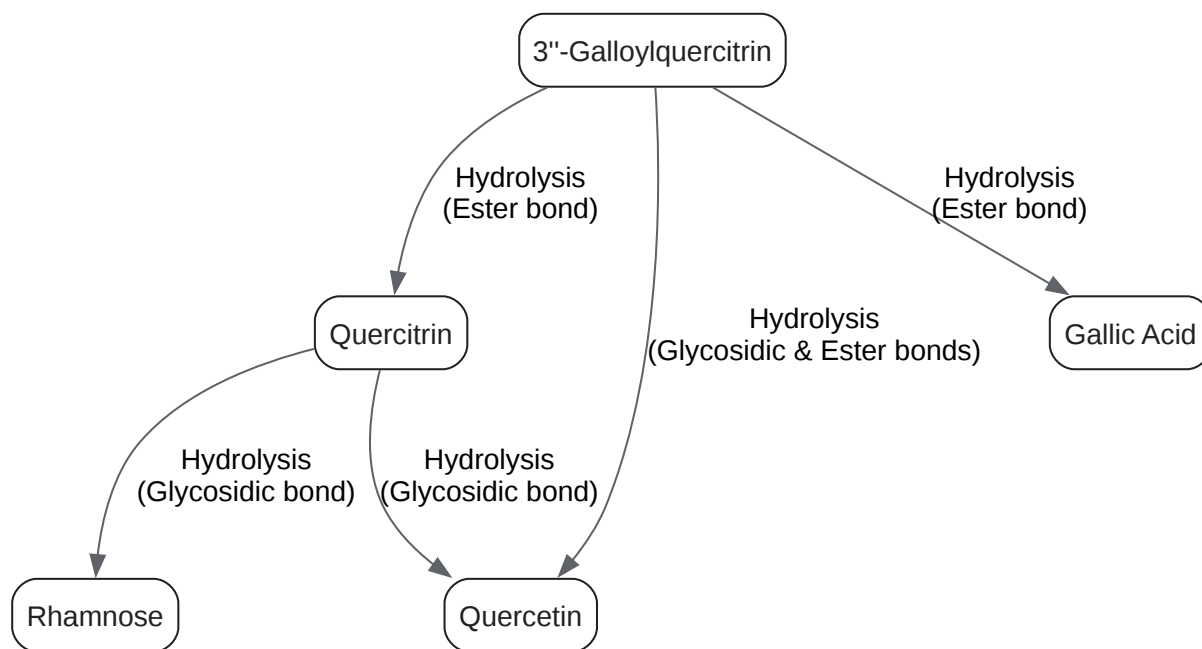 3''-Galloylquercitrin
Hydrolysis
(Ester bond)
Hydrolysis
(Ester bond)
Quercitrin
Hydrolysis
(Glycosidic & Ester bonds)
Gallic Acid
Hydrolysis
(Glycosidic bond)
Hydrolysis
(Glycosidic bond)
Rhamnose
Quercetin